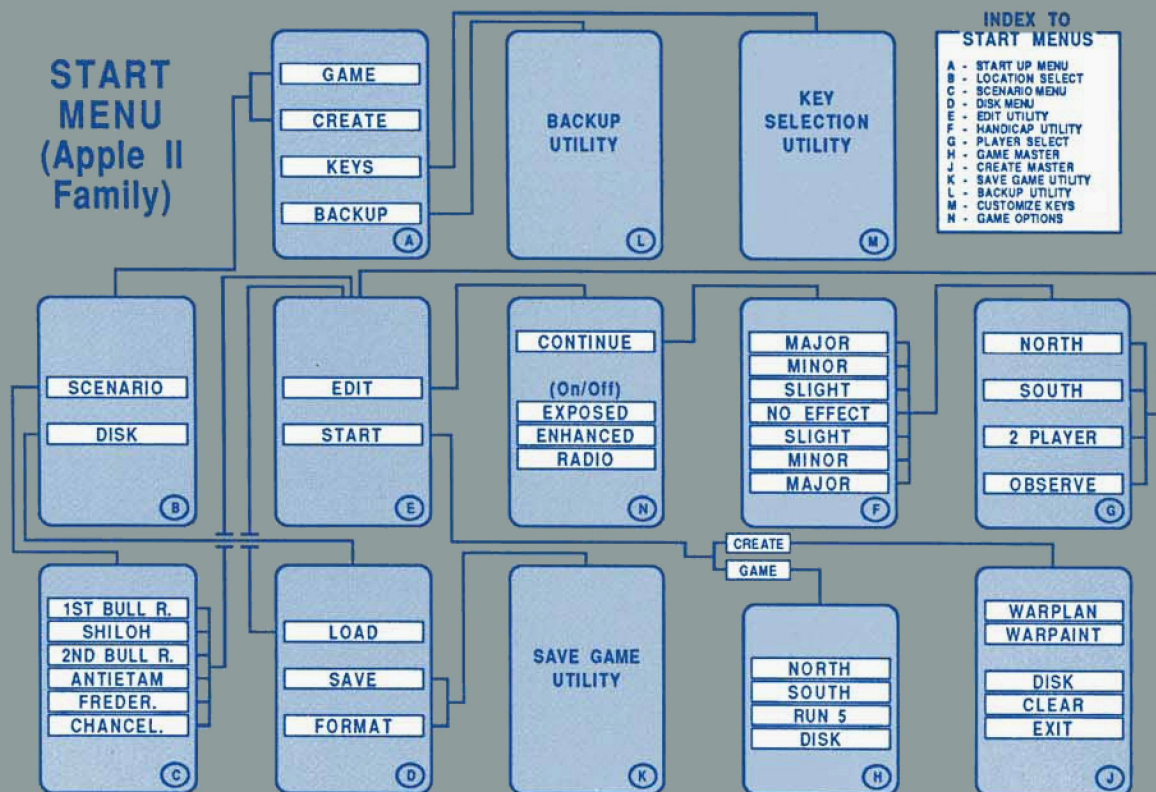 START
MENU
(Apple II
Family)
GAME
CREATE
KEYS
BACKUP
A
BACKUP
UTILITY
L
KEY
SELECTION
UTILITY
M
INDEX TO
START MENUS
A - START UP MENU
B - LOCATION SELECT
C - SCENARIO MENU
D - DISK MENU
E - EDIT UTILITY
F - HANDICAP UTILITY
G - PLAYER SELECT
H - GAME MASTER
J - CREATE MASTER
K - SAVE GAME UTILITY
L - BACKUP UTILITY
M - CUSTOMIZE KEYS
N - GAME OPTIONS
SCENARIO
DISK
B
EDIT
START
E
CONTINUE
(On/Off)
EXPOSED
ENHANCED
RADIO
N
MAJOR
MINOR
SLIGHT
NO EFFECT
SLIGHT
MINOR
MAJOR
F
NORTH
SOUTH
2 PLAYER
OBSERVE
G
1ST BULL R.
SHILOH
2ND BULL R.
ANTIETAM
FREDER.
CHANCEL.
C
LOAD
SAVE
FORMAT
D
SAVE GAME
UTILITY
K
CREATE
GAME
NORTH
SOUTH
RUN 5
DISK
H
WARPLAN
WARPAINT
DISK
CLEAR
EXIT
J